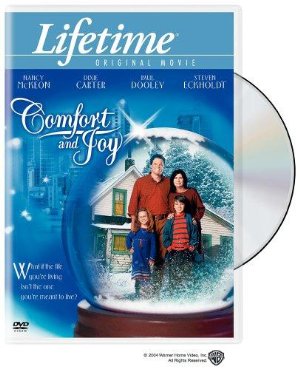 Lifetime®
ORIGINAL MOVIE
NANCY McKEON
DIXIE CARTER
PAUL DOOLEY
STEVEN ECKHOLDT
Comfort
and Joy
What if the life
you're living
isn't the one
you're meant to live?
DVD
© 2004 Warner Home Video, Inc.
All Rights Reserved.